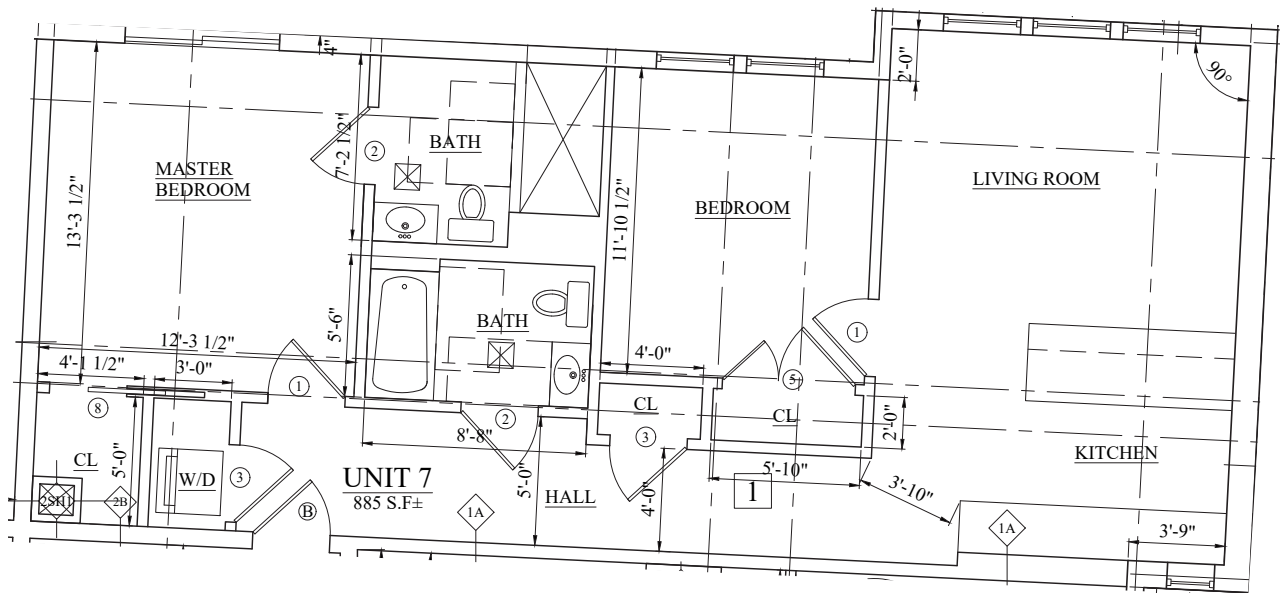 4"
2'-0"
90°
13'-3 1/2"
MASTER
BEDROOM
7'-2 1/2"
2
BATH
11'-10 1/2"
BEDROOM
LIVING ROOM
5'-6"
BATH
1
12'-3 1/2"
4'-1 1/2"
3'-0"
1
4'-0"
5
8
2
CL
3
CL
2'-0"
8'-8"
CL
5'-0"
W/D
3
UNIT 7
885 S.F±
5'-0"
HALL
4'-0"
5'-10"
1
3'-10"
KITCHEN
2SH1
2B
B
1A
1A
3'-9"